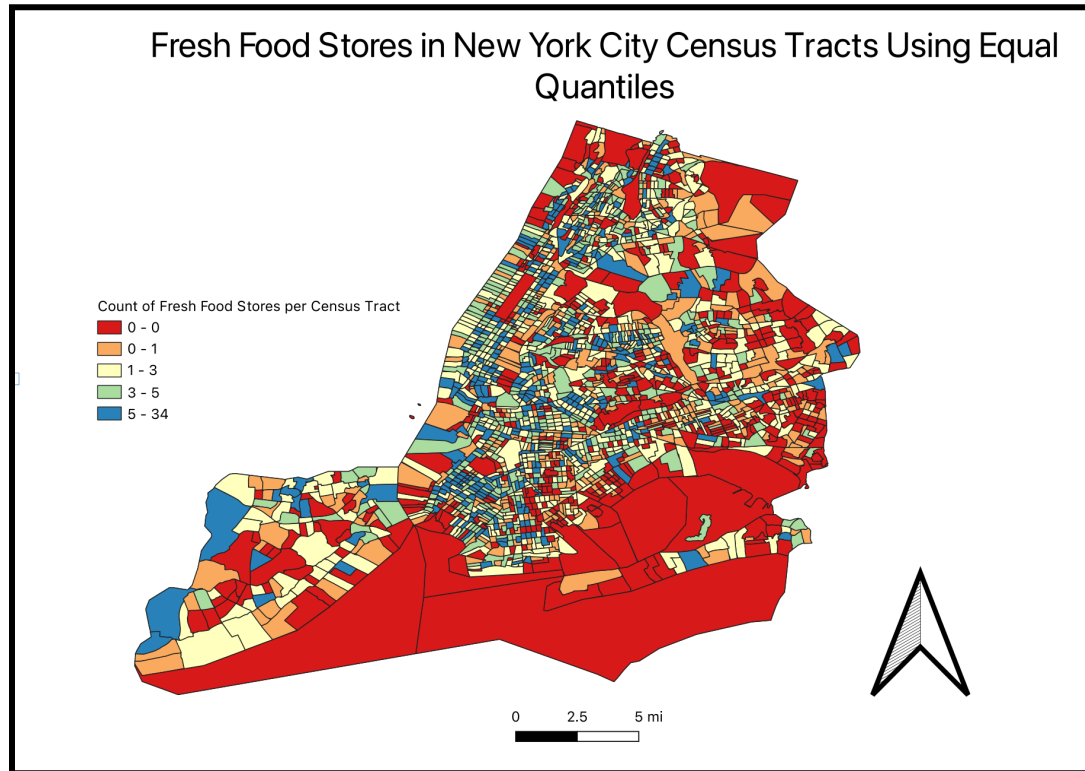 Fresh Food Stores in New York City Census Tracts Using Equal
Quantiles
Count of Fresh Food Stores per Census Tract
0 - 0
0 - 1
1 - 3
3 - 5
5 - 34
0 2.5 5 mi